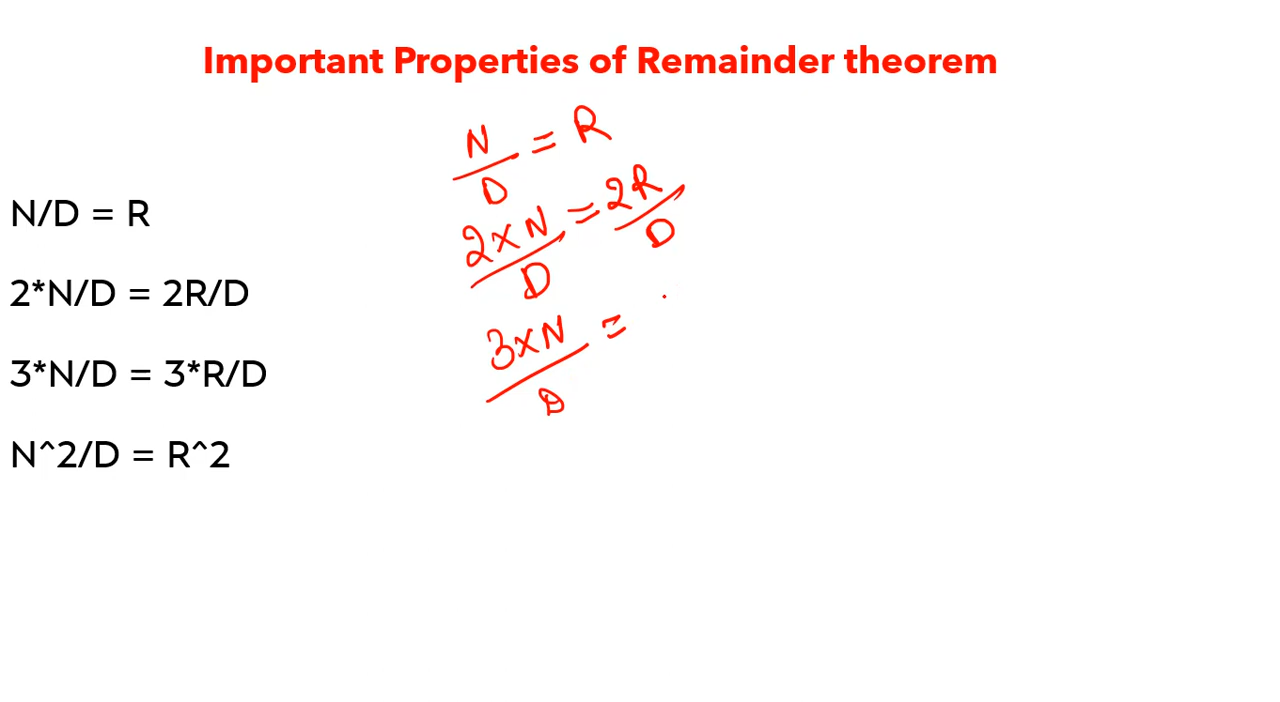 Important Properties of Remainder theorem
N/D = R
2*N/D = 2R/D
3*N/D = 3*R/D
N^2/D = R^2
N/D = R
2×N/D = 2R/D
3×N/D =